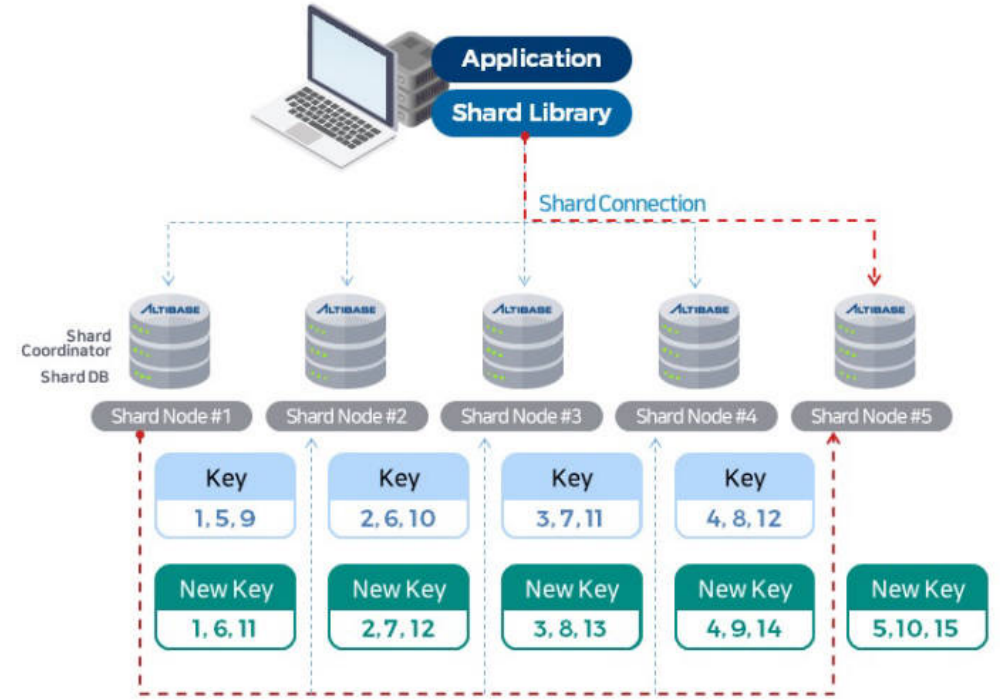 Application
Shard Library
Shard Connection
ALTIBASE ALTIBASE ALTIBASE ALTIBASE ALTIBASE
Shard
Coordinator
Shard DB
Shard Node #1 Shard Node #2 Shard Node #3 Shard Node #4 Shard Node #5
Key Key Key Key
1, 5, 9 2, 6, 10 3, 7, 11 4, 8, 12
New Key New Key New Key New Key New Key
1, 6, 11 2, 7, 12 3, 8, 13 4, 9, 14 5, 10, 15